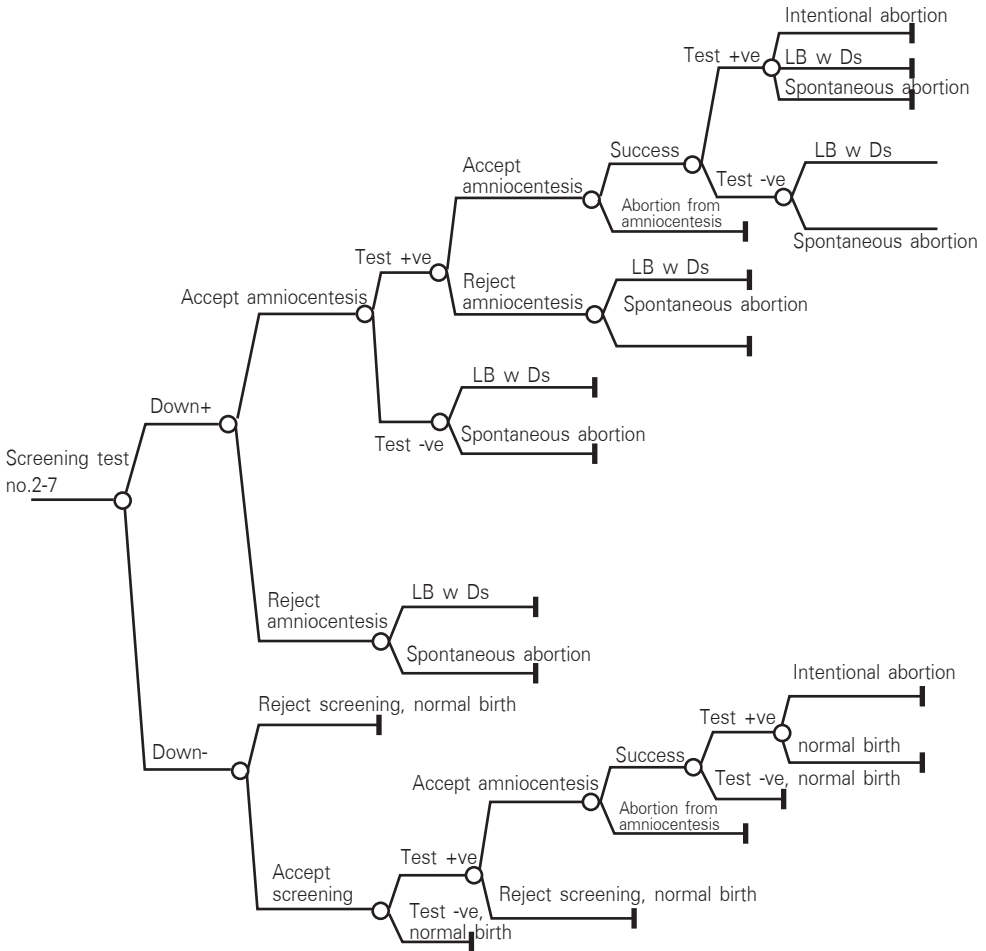 Intentional abortion
Test +ve
LB w Ds
Spontaneous abortion
Success
LB w Ds
Accept
amniocentesis
Test -ve
Abortion from
amniocentesis
Spontaneous abortion
Test +ve
LB w Ds
Reject
amniocentesis
Spontaneous abortion
Accept amniocentesis
LB w Ds
Down+
Test -ve
Spontaneous abortion
Screening test
no.2-7
LB w Ds
Reject
amniocentesis
Spontaneous abortion
Intentional abortion
Reject screening, normal birth
Test +ve
normal birth
Down-
Success
Test -ve, normal birth
Accept amniocentesis
Abortion from
amniocentesis
Test +ve
Accept
screening
Reject screening, normal birth
Test -ve,
normal birth